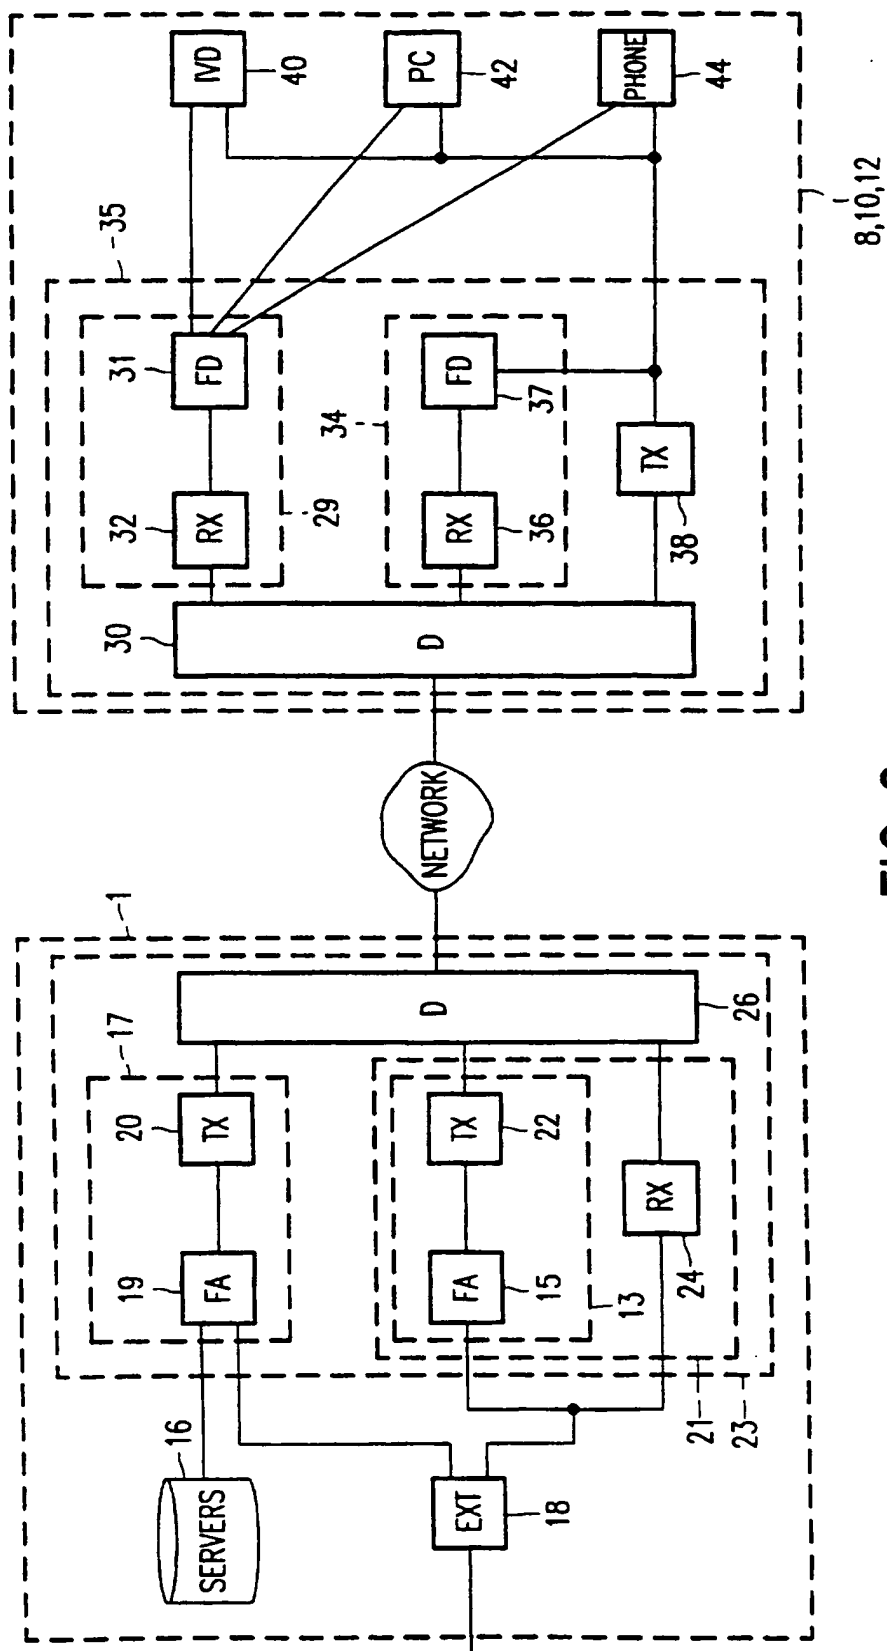 SERVERS
16
EXT
18
19
FA
20
TX
17
1
FA
15
TX
22
13
RX
24
21
23
D
26
NETWORK
30
D
32
RX
31
FD
29
35
34
RX
36
FD
37
TX
38
IVD
40
PC
42
PHONE
44
8,10,12